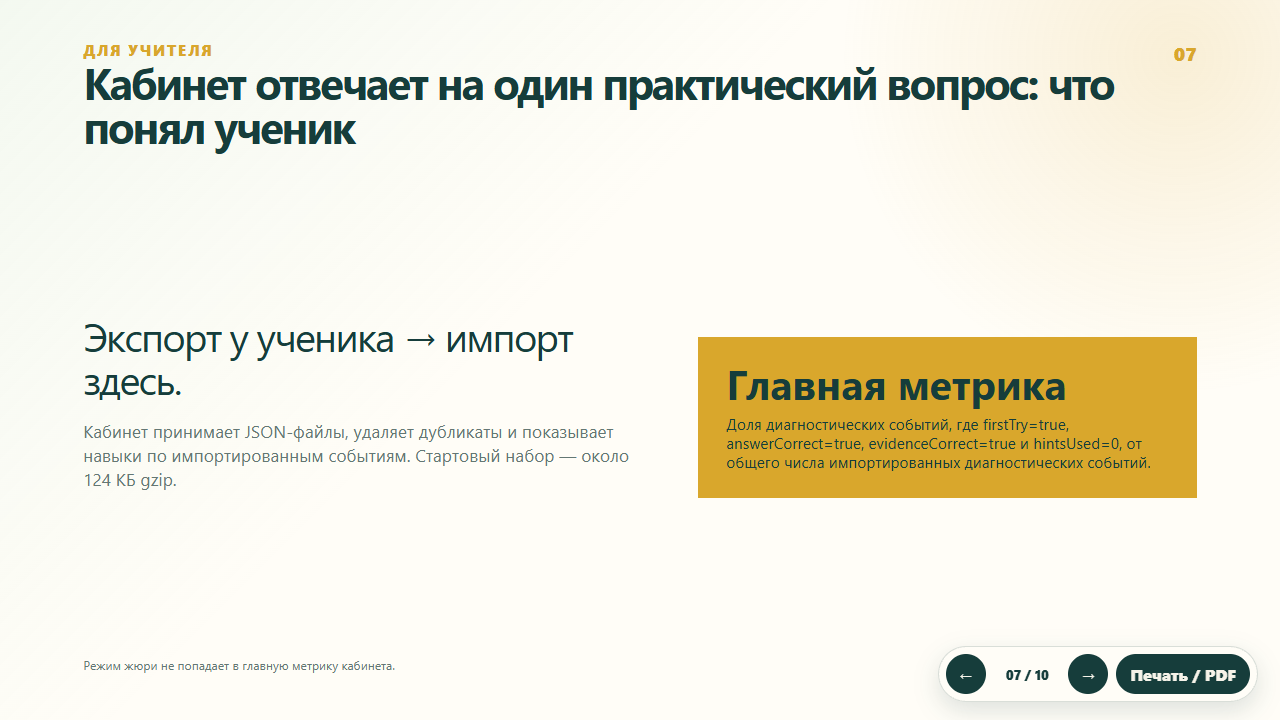 ДЛЯ УЧИТЕЛЯ
07
Кабинет отвечает на один практический вопрос: что
понял ученик
Экспорт у ученика → импорт
здесь.
Кабинет принимает JSON-файлы, удаляет дубликаты и показывает
навыки по импортированным событиям. Стартовый набор — около
124 КБ gzip.
Главная метрика
Доля диагностических событий, где firstTry=true,
answerCorrect=true, evidenceCorrect=true и hintsUsed=0, от
общего числа импортированных диагностических событий.
Режим жюри не попадает в главную метрику кабинета.
← 07 / 10 → Печать / PDF